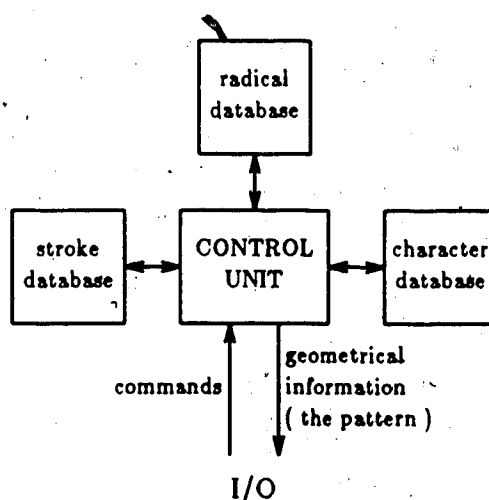 radical
database
stroke
database
CONTROL
UNIT
character
database
commands
geometrical
information
( the pattern )
I/O